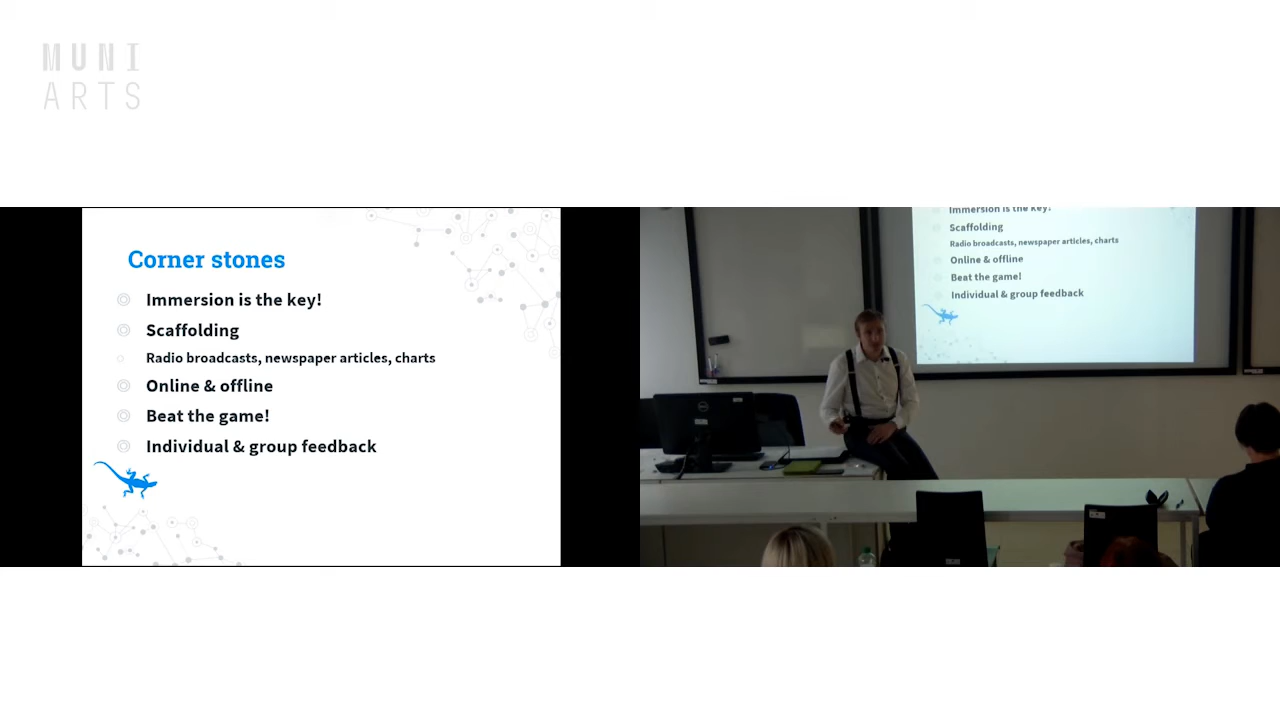 MUNI
ARTS
Corner stones
Immersion is the key!
Scaffolding
Radio broadcasts, newspaper articles, charts
Online & offline
Beat the game!
Individual & group feedback
Immersion is the key!
Scaffolding
Radio broadcasts, newspaper articles, charts
Online & offline
Beat the game!
Individual & group feedback